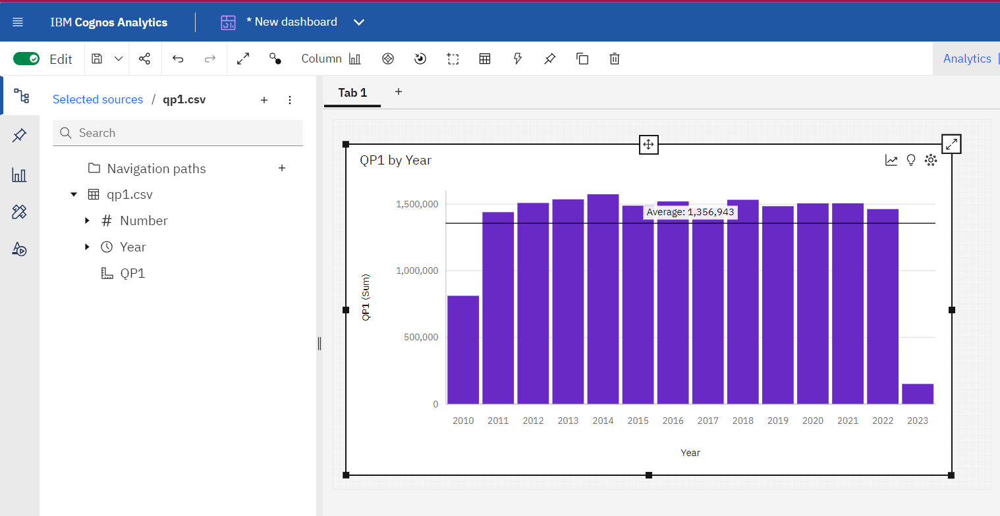 IBM Cognos Analytics
* New dashboard
Edit
Column
Analytics
Selected sources / qp1.csv
Search
Navigation paths
qp1.csv
Number
Year
QP1
Tab 1
QP1 by Year
1,500,000
1,000,000
500,000
0
QP1 (Sum)
Average: 1,356,943
2010 2011 2012 2013 2014 2015 2016 2017 2018 2019 2020 2021 2022 2023
Year